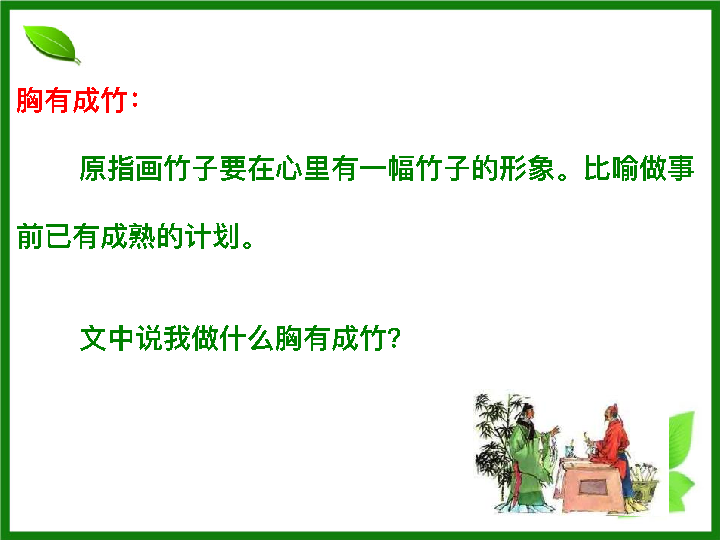 胸有成竹：
原指画竹子要在心里有一幅竹子的形象。比喻做事
前已有成熟的计划。
文中说我做什么胸有成竹？